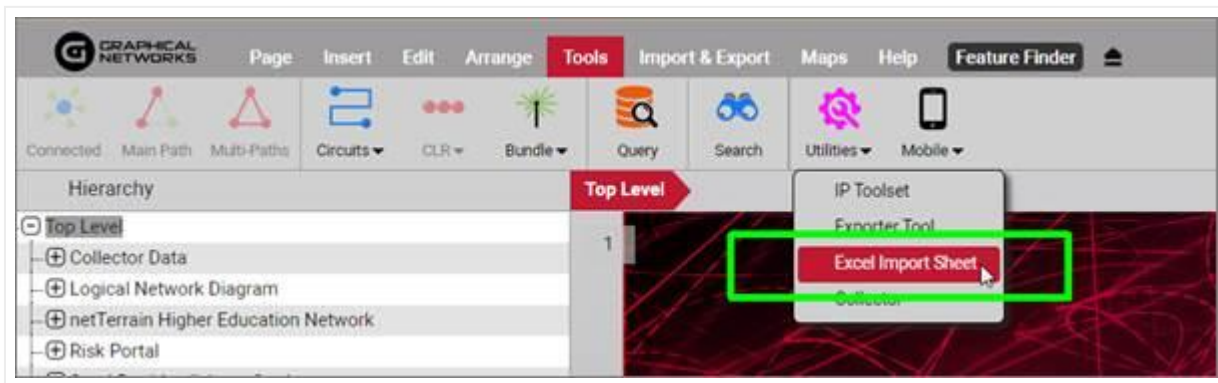 GRAPHICAL NETWORKS
Page Insert Edit Arrange Tools Import & Export Maps Help Feature Finder
Connected Main Path Multi-Paths Circuits CLR Bundle Query Search Utilities Mobile
Hierarchy
Top Level
IP Toolset
Exporter Tool
Excel Import Sheet
Collector
Top Level
Collector Data
Logical Network Diagram
netTerrain Higher Education Network
Risk Portal
1